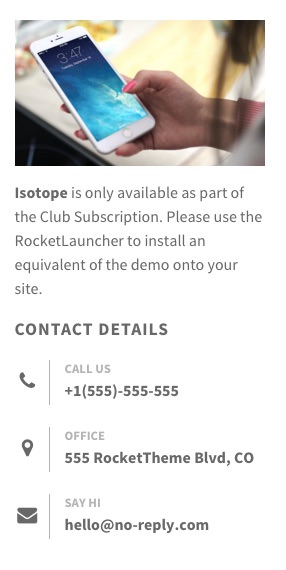 3:47
Isotope is only available as part of
the Club Subscription. Please use the
RocketLauncher to install an
equivalent of the demo onto your
site.
CONTACT DETAILS
CALL US
+1(555)-555-555
OFFICE
555 RocketTheme Blvd, CO
SAY HI
hello@no-reply.com